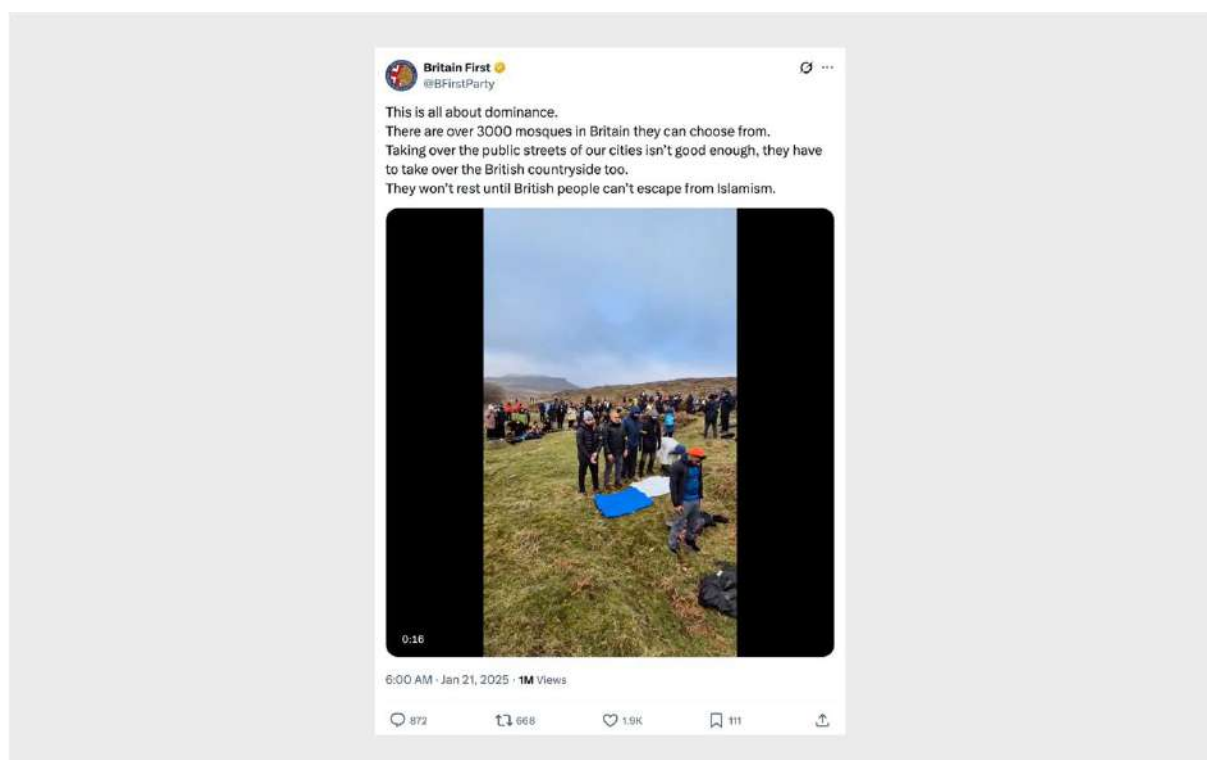 Britain First
@BFirstParty
This is all about dominance.
There are over 3000 mosques in Britain they can choose from.
Taking over the public streets of our cities isn't good enough, they have
to take over the British countryside too.
They won't rest until British people can't escape from Islamism.
0:16
6:00 AM · Jan 21, 2025 · 1M Views
872 668 1.9K 111